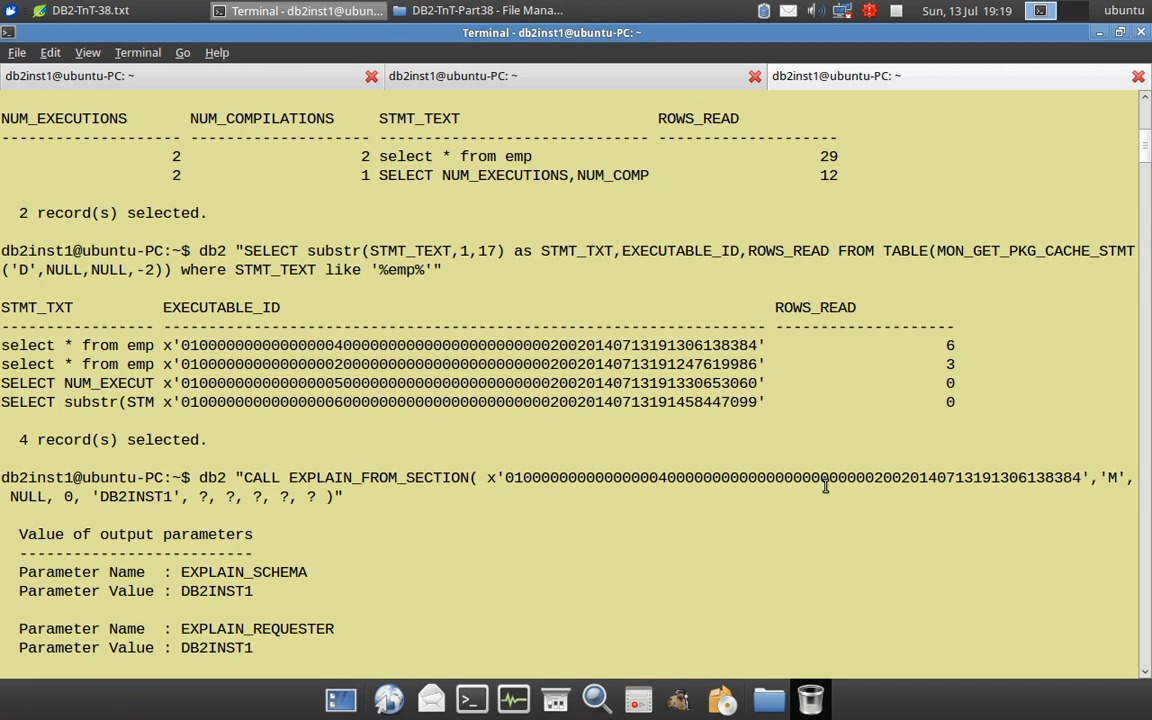 DB2-TnT-38.txt Terminal - db2inst1@ubun... DB2-TnT-Part38 - File Mana... Sun, 13 Jul 19:19 ubuntu
Terminal - db2inst1@ubuntu-PC: ~
File Edit View Terminal Go Help
db2inst1@ubuntu-PC: ~ db2inst1@ubuntu-PC: ~ db2inst1@ubuntu-PC: ~
NUM_EXECUTIONS       NUM_COMPILATIONS     STMT_TEXT                      ROWS_READ
-------------------- -------------------- ------------------------------ --------------------
                   2                    2 select * from emp                                29
                   2                    1 SELECT NUM_EXECUTIONS,NUM_COMP                   12
  2 record(s) selected.
db2inst1@ubuntu-PC:~$ db2 "SELECT substr(STMT_TEXT,1,17) as STMT_TXT,EXECUTABLE_ID,ROWS_READ FROM TABLE(MON_GET_PKG_CACHE_STMT
('D',NULL,NULL,-2)) where STMT_TEXT like '%emp%'"
STMT_TXT          EXECUTABLE_ID                                                       ROWS_READ
----------------- ------------------------------------------------------------------- --------------------
select * from emp x'0100000000000000040000000000000000000000020020140713191306138384'                    6
select * from emp x'0100000000000000020000000000000000000000020020140713191247619986'                    3
SELECT NUM_EXECUT x'0100000000000000050000000000000000000000020020140713191330653060'                    0
SELECT substr(STM x'0100000000000000060000000000000000000000020020140713191458447099'                    0
  4 record(s) selected.
db2inst1@ubuntu-PC:~$ db2 "CALL EXPLAIN_FROM_SECTION( x'0100000000000000040000000000000000000000020020140713191306138384','M',
 NULL, 0, 'DB2INST1', ?, ?, ?, ?, ? )"
  Value of output parameters
  --------------------------
  Parameter Name  : EXPLAIN_SCHEMA
  Parameter Value : DB2INST1
  Parameter Name  : EXPLAIN_REQUESTER
  Parameter Value : DB2INST1